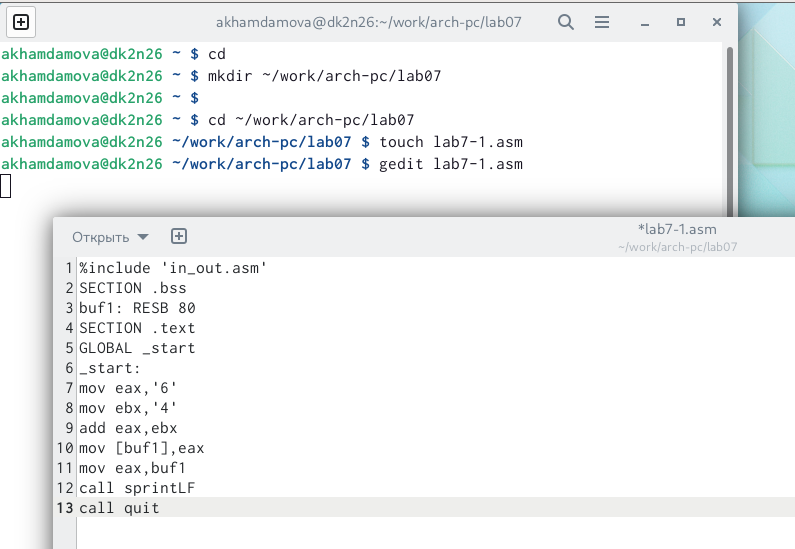 akhamdamova@dk2n26:~/work/arch-pc/lab07
akhamdamova@dk2n26 ~ $ cd
akhamdamova@dk2n26 ~ $ mkdir ~/work/arch-pc/lab07
akhamdamova@dk2n26 ~ $
akhamdamova@dk2n26 ~ $ cd ~/work/arch-pc/lab07
akhamdamova@dk2n26 ~/work/arch-pc/lab07 $ touch lab7-1.asm
akhamdamova@dk2n26 ~/work/arch-pc/lab07 $ gedit lab7-1.asm
Открыть
*lab7-1.asm
~/work/arch-pc/lab07
1 %include 'in_out.asm'
2 SECTION .bss
3 buf1: RESB 80
4 SECTION .text
5 GLOBAL _start
6 _start:
7 mov eax,'6'
8 mov ebx,'4'
9 add eax,ebx
10 mov [buf1],eax
11 mov eax,buf1
12 call sprintLF
13 call quit